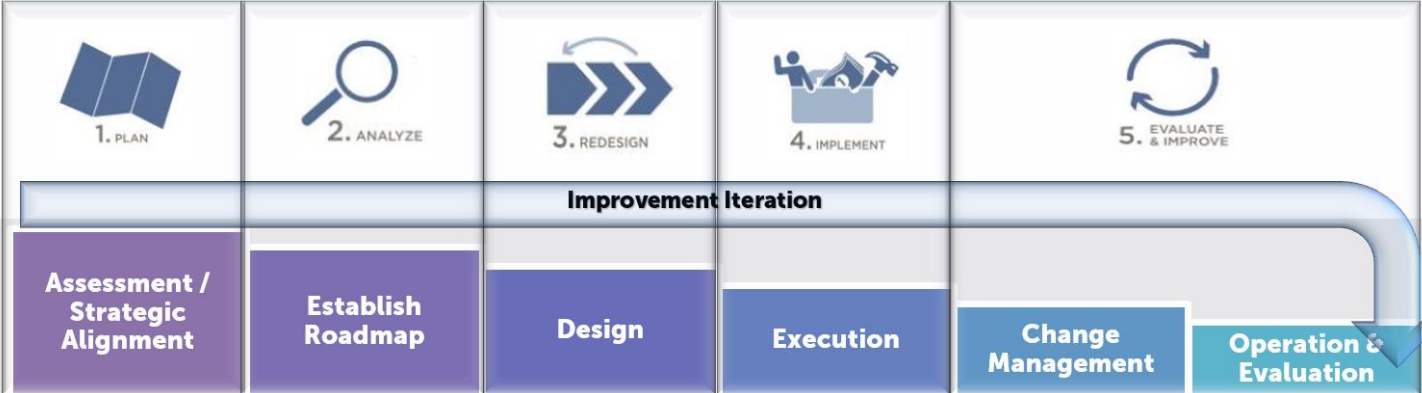 1. PLAN
2. ANALYZE
3. REDESIGN
4. IMPLEMENT
5. EVALUATE
& IMPROVE
Improvement Iteration
Assessment /
Strategic
Alignment
Establish
Roadmap
Design
Execution
Change
Management
Operation &
Evaluation